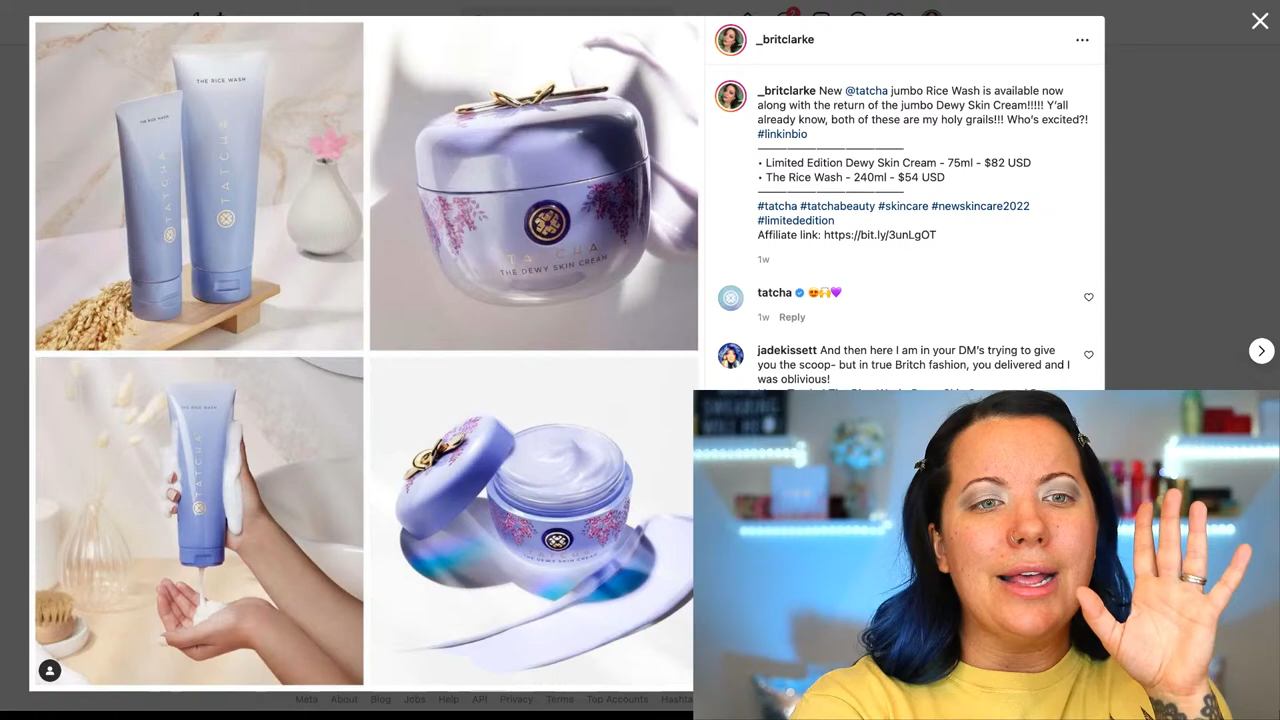 THE RICE WASH
THE RICE WASH
TATCHA
TATCHA
TATCHA
THE DEWY SKIN CREAM
THE RICE WASH
TATCHA
THE DEWY SKIN CREAM
_britclarke
_britclarke New @tatcha jumbo Rice Wash is available now
along with the return of the jumbo Dewy Skin Cream!!!!! Y'all
already know, both of these are my holy grails!!! Who's excited?!
#linkinbio
• Limited Edition Dewy Skin Cream - 75ml - $82 USD
• The Rice Wash - 240ml - $54 USD
#tatcha #tatchabeauty #skincare #newskincare2022
#limitededition
Affiliate link: https://bit.ly/3unLgOT
1w
tatcha 😍🙌💜
1w Reply
jadekissett And then here I am in your DM's trying to give
you the scoop- but in true Britch fashion, you delivered and I
was oblivious!
Meta About Blog Jobs Help API Privacy Terms Top Accounts Hashta